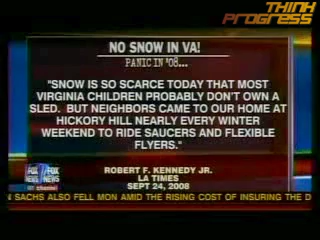 THINK
PROGRESS
NO SNOW IN VA!
PANIC IN '08...
"SNOW IS SO SCARCE TODAY THAT MOST
VIRGINIA CHILDREN PROBABLY DON'T OWN A
SLED. BUT NEIGHBORS CAME TO OUR HOME AT
HICKORY HILL NEARLY EVERY WINTER
WEEKEND TO RIDE SAUCERS AND FLEXIBLE
FLYERS."
ROBERT F. KENNEDY JR.
LA TIMES
SEPT 24, 2008
FOX
NEWS
FOX
NEWS
channel
N SACHS ALSO FELL MON AMID THE RISING COST OF INSURING THE D